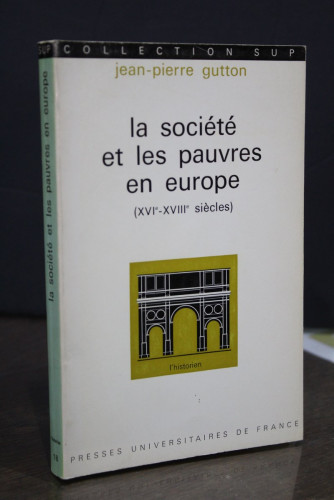 COLLECTION SUP
jean-pierre gutton
la société
et les pauvres
en europe
(XVIᵉ-XVIIIᵉ siècles)
l'historien
PRESSES UNIVERSITAIRES DE FRANCE
SUP
la société et les pauvres en europe